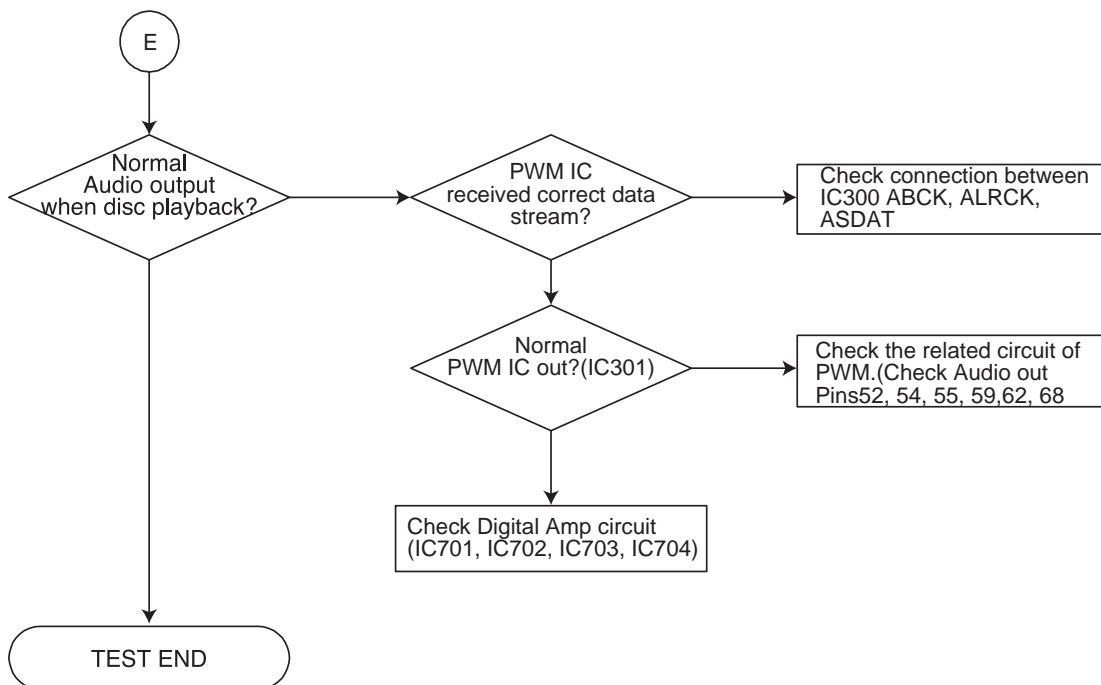 E
Normal
Audio output
when disc playback?
PWM IC
received correct data
stream?
Check connection between
IC300 ABCK, ALRCK,
ASDAT
Normal
PWM IC out?(IC301)
Check the related circuit of
PWM.(Check Audio out
Pins52, 54, 55, 59,62, 68
Check Digital Amp circuit
(IC701, IC702, IC703, IC704)
TEST END